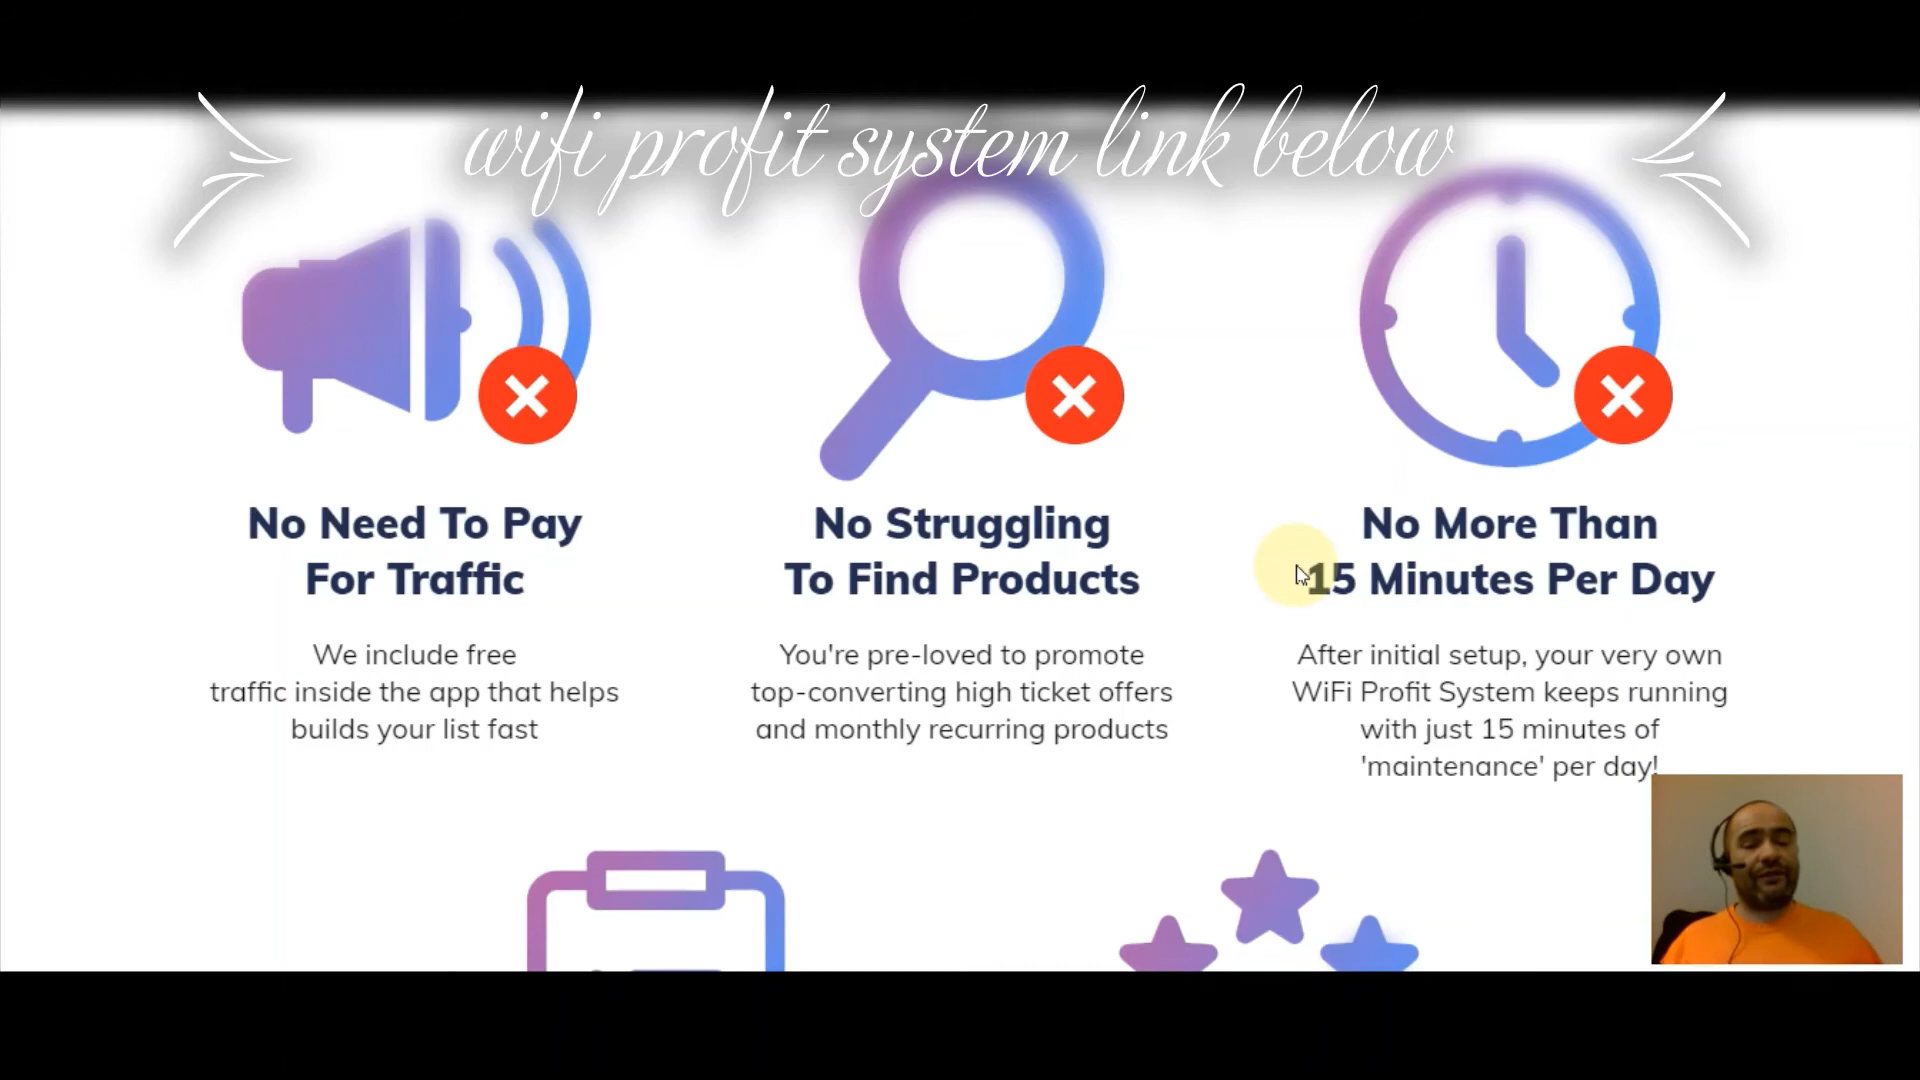 wifi profit system link below
No Need To Pay
For Traffic
We include free
traffic inside the app that helps
builds your list fast
No Struggling
To Find Products
You're pre-loved to promote
top-converting high ticket offers
and monthly recurring products
No More Than
15 Minutes Per Day
After initial setup, your very own
WiFi Profit System keeps running
with just 15 minutes of
'maintenance' per day!